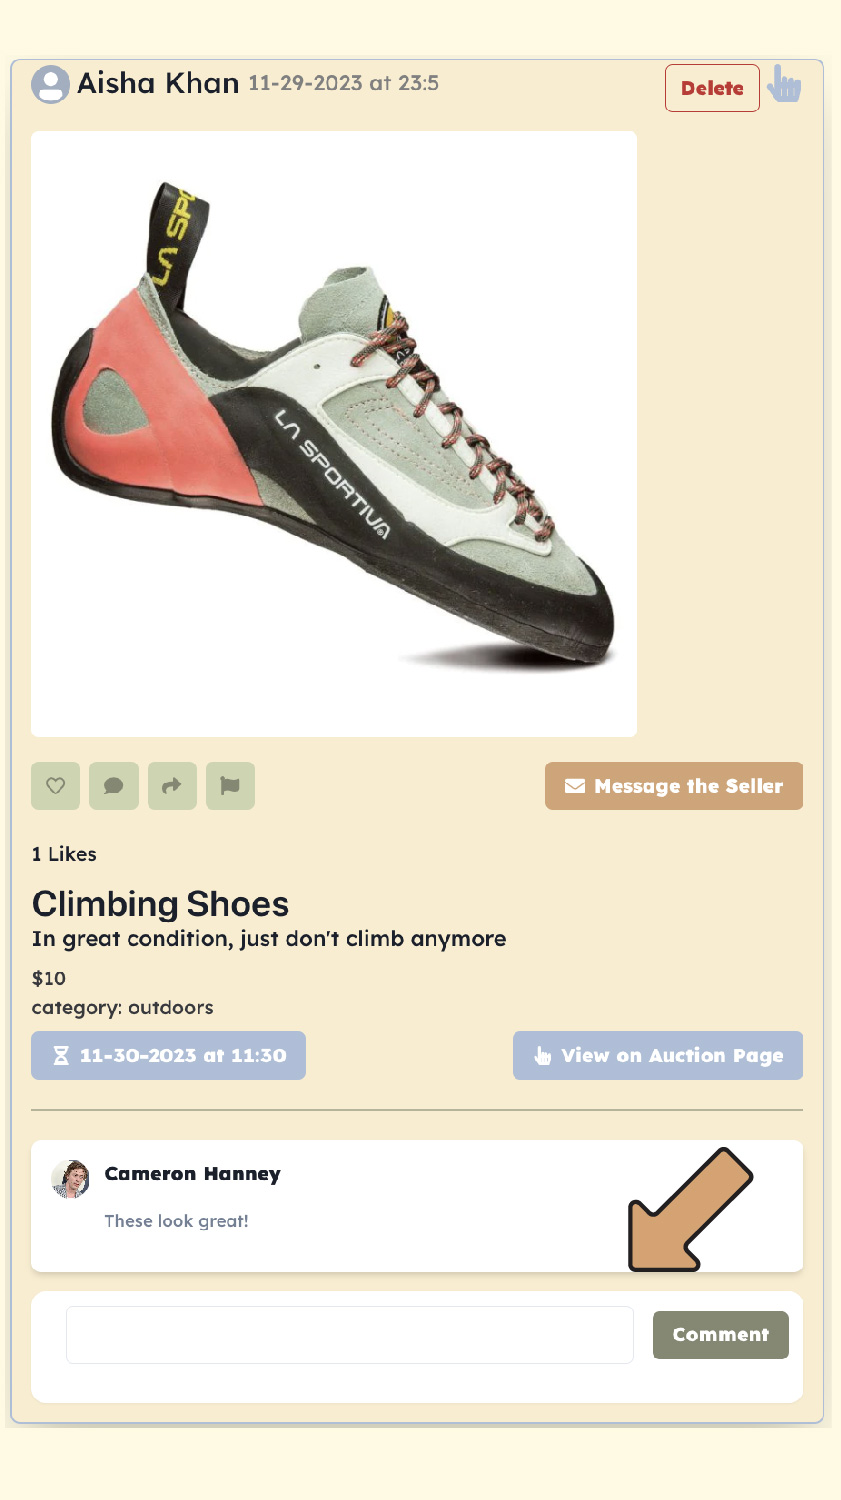 Aisha Khan 11-29-2023 at 23:5
Delete
LA SPO
LA SPORTIVA®
Message the Seller
1 Likes
Climbing Shoes
In great condition, just don't climb anymore
$10
category: outdoors
11-30-2023 at 11:30
View on Auction Page
Cameron Hanney
These look great!
Comment